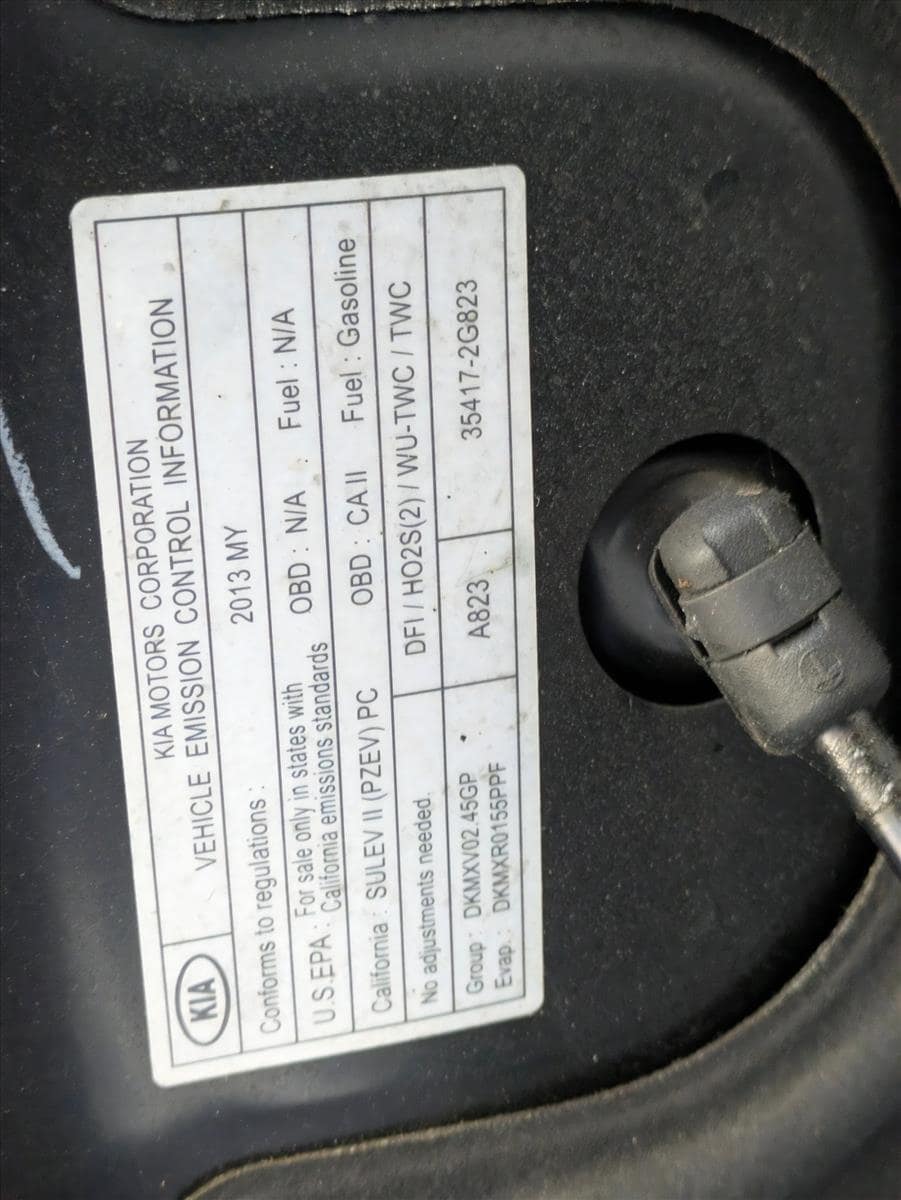 KIA
KIA MOTORS CORPORATION
VEHICLE EMISSION CONTROL INFORMATION
Conforms to regulations : 2013 MY
U.S.EPA : For sale only in states with California emissions standards OBD : N/A Fuel : N/A
California : SULEV II (PZEV) PC OBD : CA II Fuel : Gasoline
No adjustments needed. DFI / HO2S(2) / WU-TWC / TWC
Group : DKMXV02.45GP
Evap : DKMXR0155PPF
A823
35417-2G823